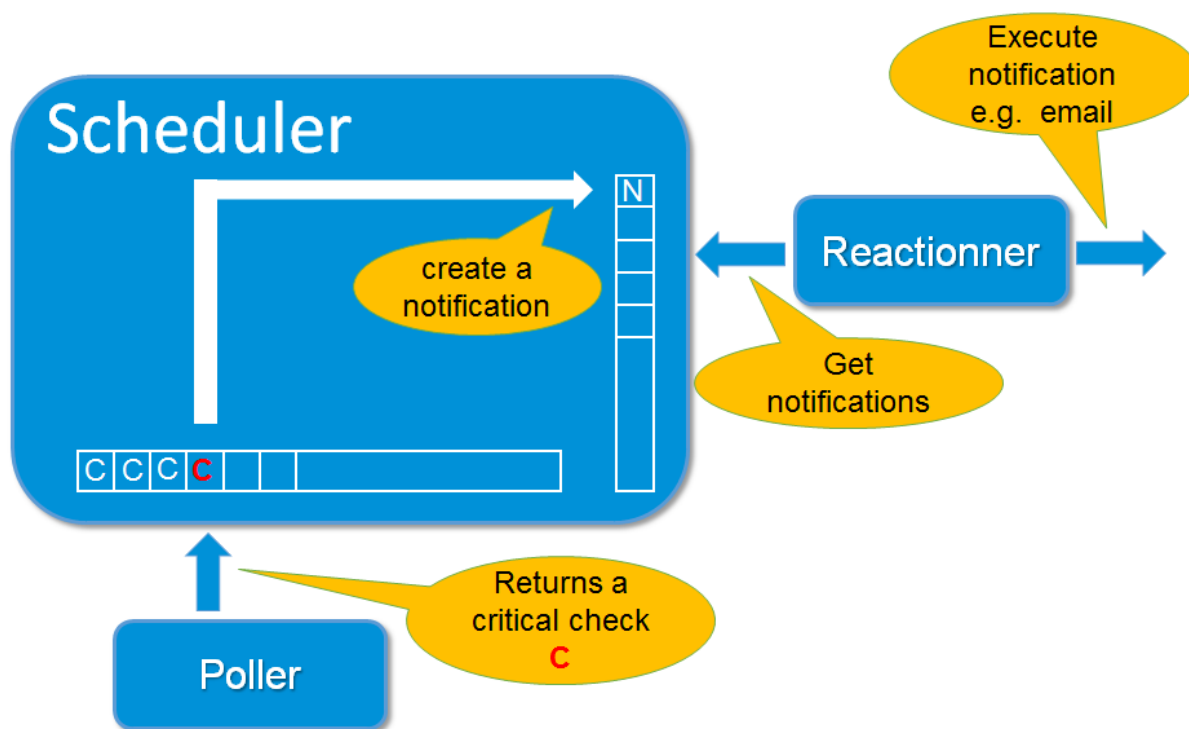 Scheduler
Execute
notification
e.g. email
N
Reactionner
create a
notification
Get
notifications
C C C C
Returns a
critical check
C
Poller